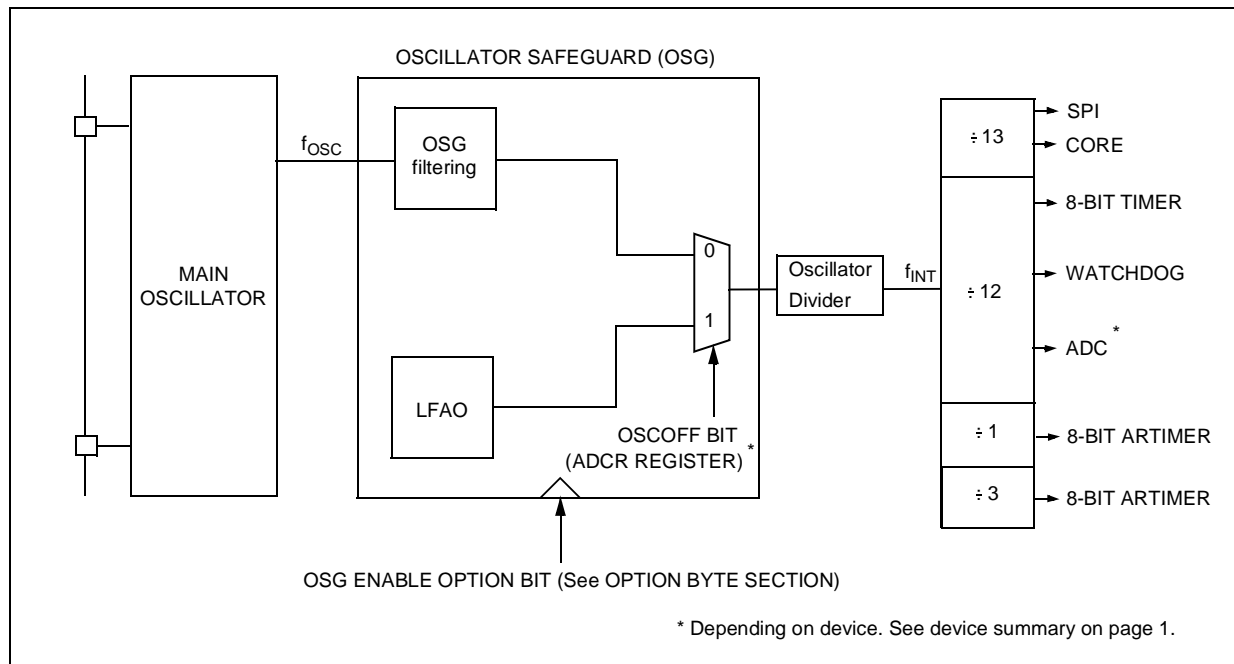 OSCILLATOR SAFEGUARD (OSG)
MAIN
OSCILLATOR
fOSC
OSG
filtering
LFAO
0
1
OSCOFF BIT
(ADCR REGISTER) *
Oscillator
Divider
fINT
÷ 13
÷ 12
÷ 1
÷ 3
SPI
CORE
8-BIT TIMER
WATCHDOG
ADC *
8-BIT ARTIMER
8-BIT ARTIMER
OSG ENABLE OPTION BIT (See OPTION BYTE SECTION)
* Depending on device. See device summary on page 1.